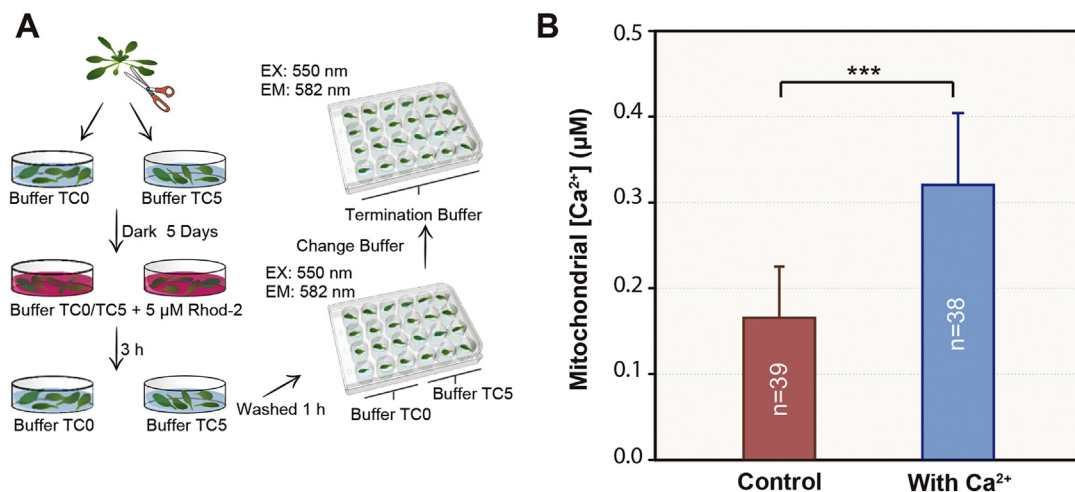 A
Buffer TC0
Buffer TC5
Dark 5 Days
Buffer TC0/TC5 + 5 µM Rhod-2
3 h
Buffer TC0
Buffer TC5
Washed 1 h
EX: 550 nm
EM: 582 nm
Termination Buffer
Change Buffer
EX: 550 nm
EM: 582 nm
Buffer TC0
Buffer TC5
B
Mitochondrial [Ca²⁺] (µM)
0.5
0.4
0.3
0.2
0.1
0.0
***
n=39
n=38
Control
With Ca²⁺